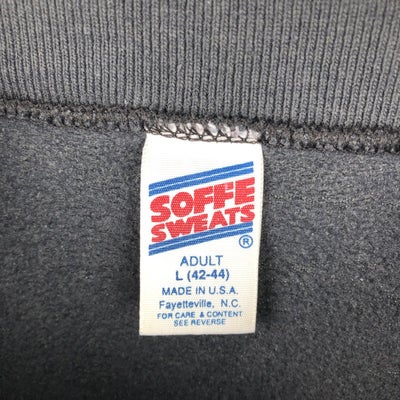 SOFFE
SWEATS
®
ADULT
L (42-44)
MADE IN U.S.A.
Fayetteville, N.C.
FOR CARE & CONTENT
SEE REVERSE